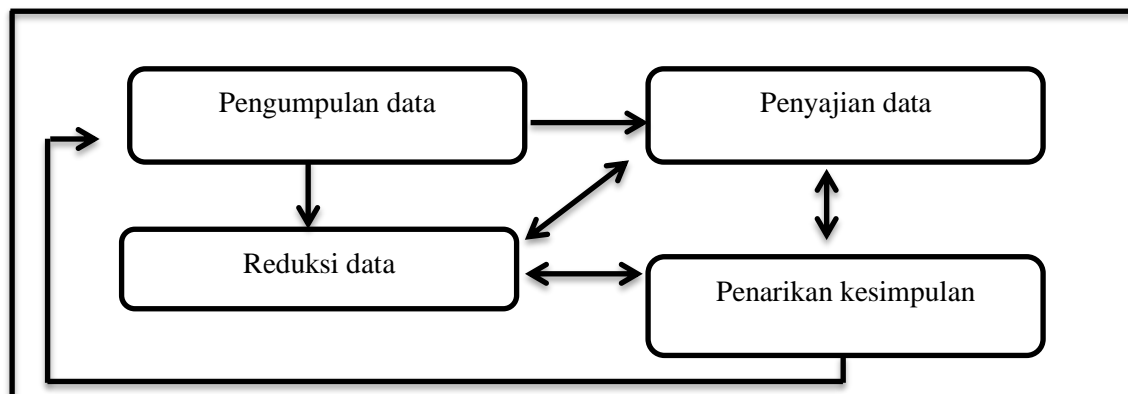 Pengumpulan data
Penyajian data
Reduksi data
Penarikan kesimpulan